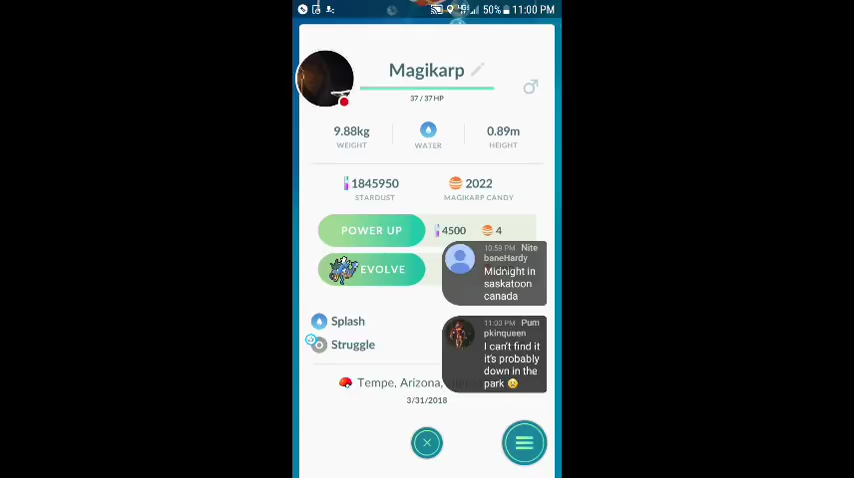 50% 11:00 PM
Magikarp
37 / 37 HP
9.88kg
WEIGHT
WATER
0.89m
HEIGHT
1845950
STARDUST
2022
MAGIKARP CANDY
POWER UP
4500
4
EVOLVE
10:59 PM Nite
baneHardy
Midnight in
saskatoon
canada
Splash
Struggle
11:03 PM Pum
pkinqueen
I can't find it
it's probably
down in the
park 😢
Tempe, Arizona,
3/31/2018